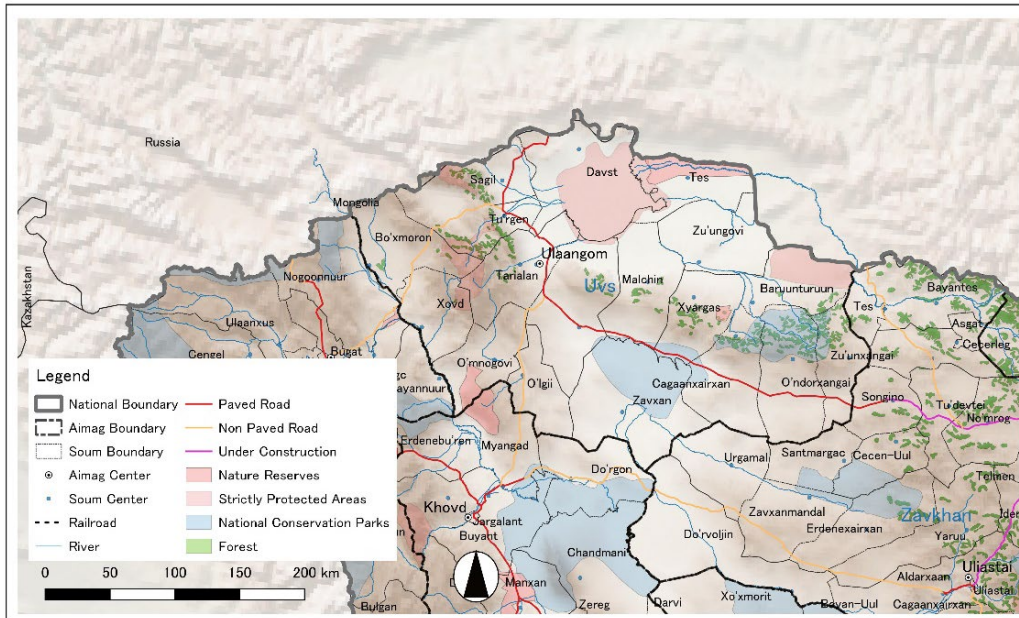 Russia
Davst
Sagil
Tes
Mongolia
Tu'rgen
Bo'xmoron
Zu'ungovi
Ulaangom
Nogoonnuur
Tarialan
Malchin
Baruunturuun
Uvs
Bayantes
Kazakhstan
Xovd
Xyargas
Tes
Ulaanxus
Asgat
Cecerleg
Cengel
Bugat
Zu'unxangai
O'mnogovi
O'lgii
Cagaanxairxan
O'ndorxangai
Zavxan
Songino
Tu'devtei
No'mrog
Legend
National Boundary
Paved Road
Aimag Boundary
Non Paved Road
Soum Boundary
Under Construction
Aimag Center
Nature Reserves
Soum Center
Strictly Protected Areas
Railroad
National Conservation Parks
River
Forest
0 50 100 150 200 km
Erdenebu'ren
Myangad
Do'rgon
Urgamal
Santmargac
Cecen-Uul
Telmen
Khovd
Jargalant
Buyant
Zavxanmandal
Zavkhan
Erdenexairxan
Yaruu
Do'rvoljin
Chandmani
Aldarxaan
Uliastai
Uliastai
Manxan
Xo'xmorit
Bulgan
Zereg
Darvi
Bayan-Uul
Cagaanxairxan